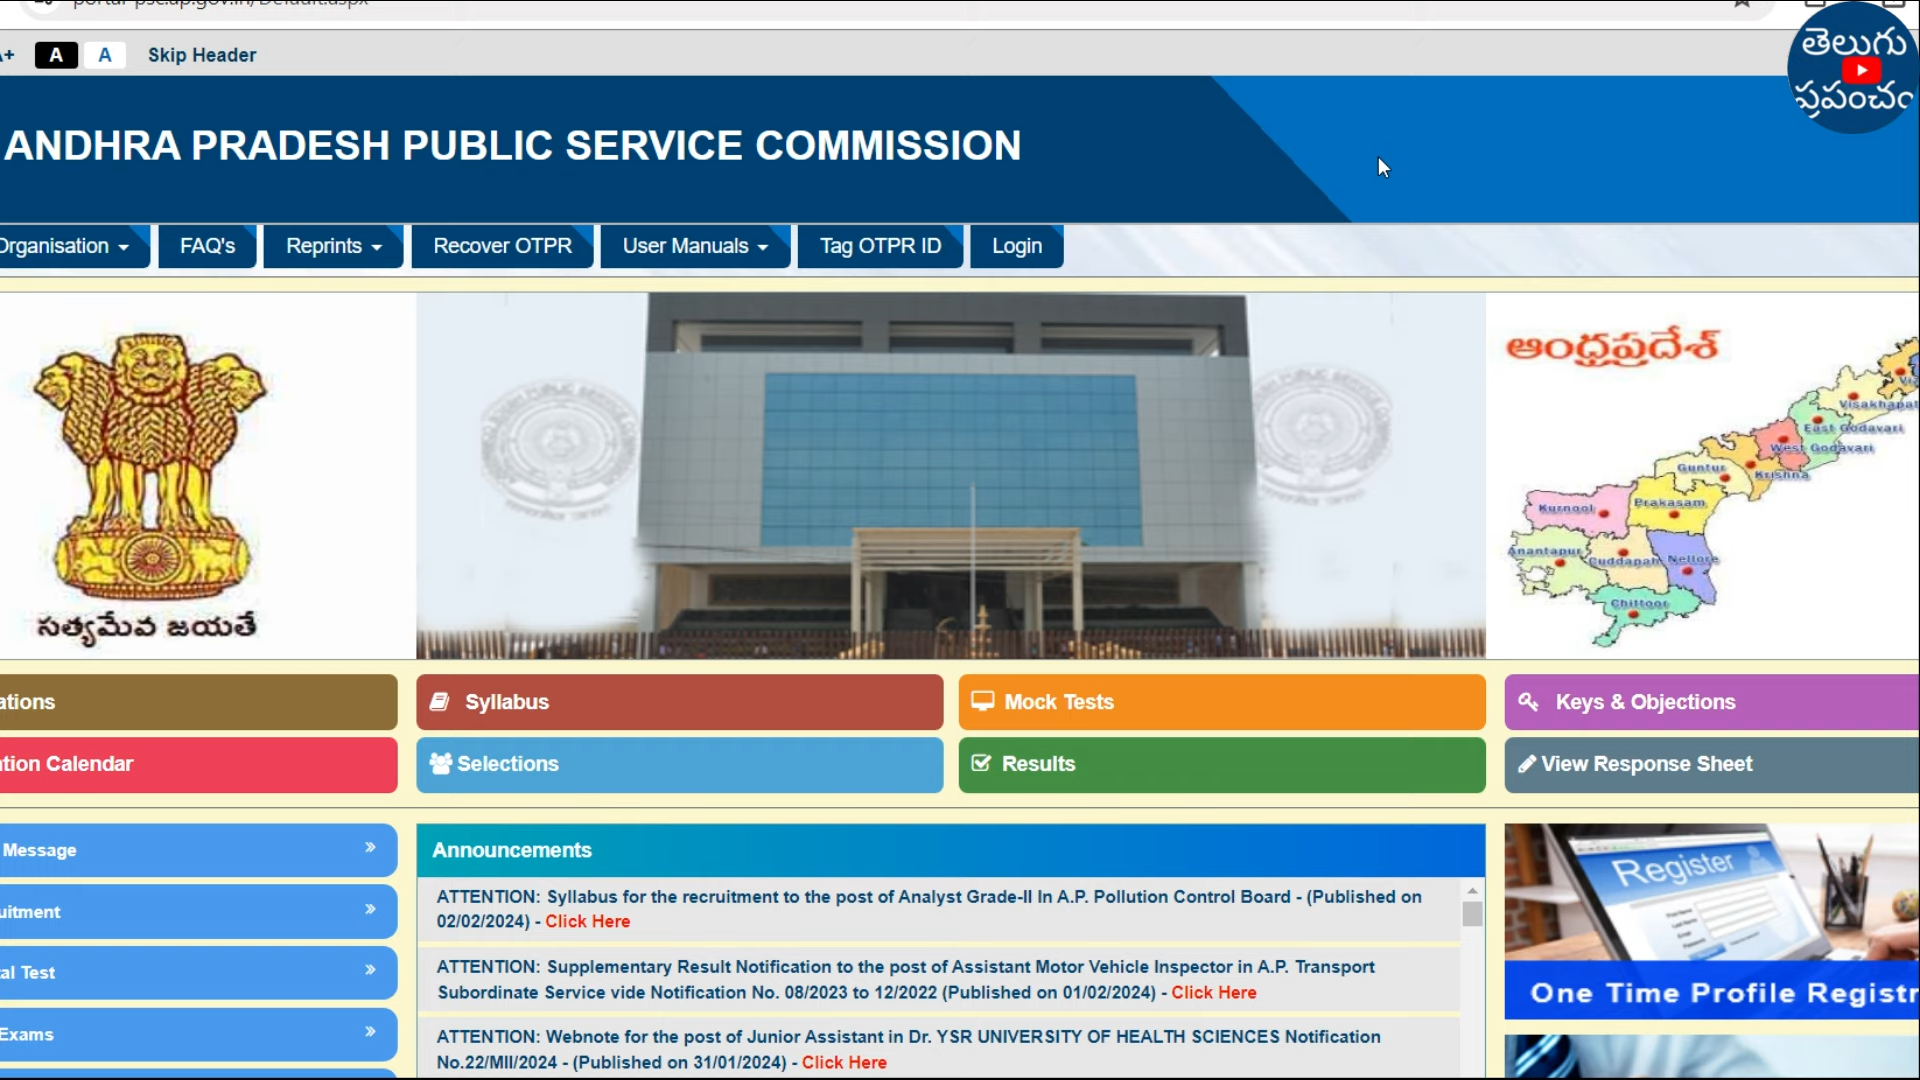 A+ A A Skip Header
తెలుగు
ప్రపంచం
ANDHRA PRADESH PUBLIC SERVICE COMMISSION
Organisation FAQ's Reprints Recover OTPR User Manuals Tag OTPR ID Login
సత్యమేవ జయతే
ఆంధ్రప్రదేశ్
East Godavari
West Godavari
Guntur
Krishna
Prakasam
Kurnool
Anantapur
Cuddapah
Nellore
Chittoor
Syllabus Mock Tests Keys & Objections
Calendar Selections Results View Response Sheet
Message
Test
Exams
Announcements
ATTENTION: Syllabus for the recruitment to the post of Analyst Grade-II In A.P. Pollution Control Board - (Published on
02/02/2024) - Click Here
ATTENTION: Supplementary Result Notification to the post of Assistant Motor Vehicle Inspector in A.P. Transport
Subordinate Service vide Notification No. 08/2023 to 12/2022 (Published on 01/02/2024) - Click Here
ATTENTION: Webnote for the post of Junior Assistant in Dr. YSR UNIVERSITY OF HEALTH SCIENCES Notification
No.22/MII/2024 - (Published on 31/01/2024) - Click Here
Register
One Time Profile Registr